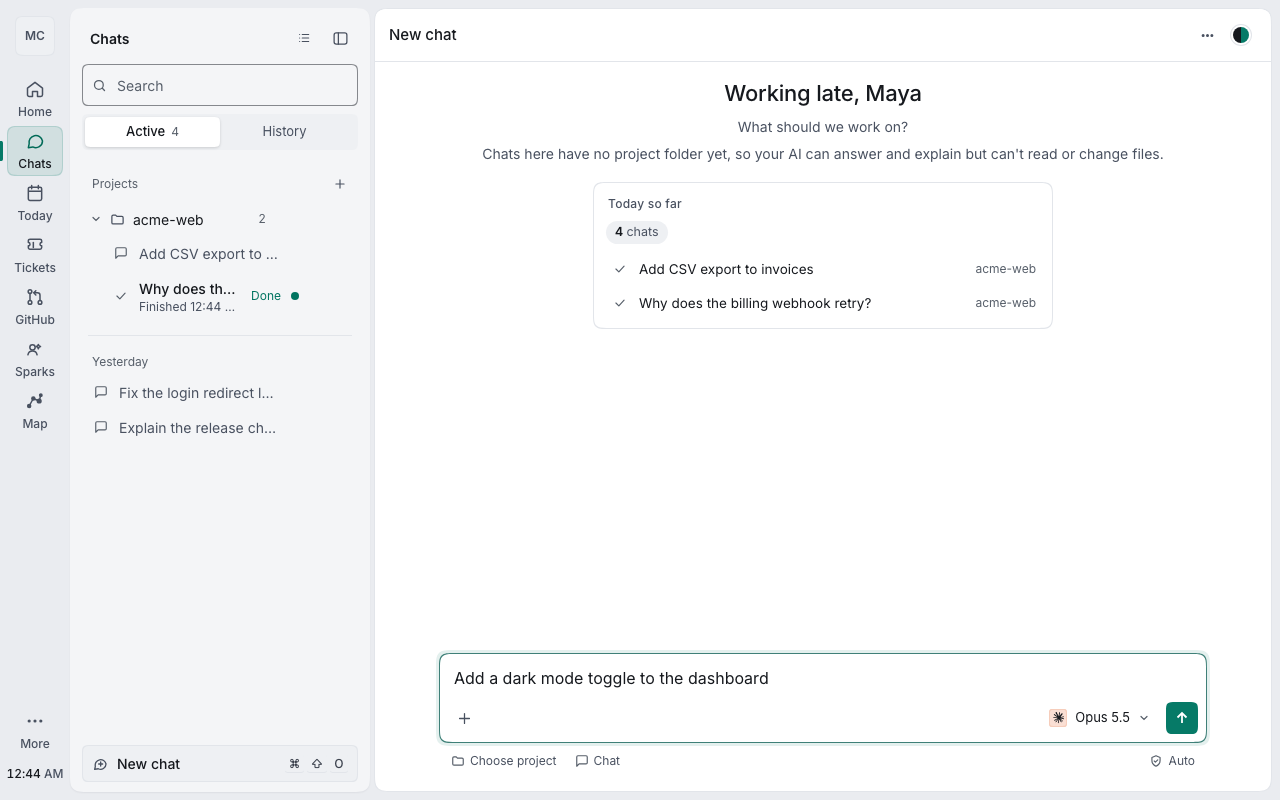 MC
Home
Chats
Today
Tickets
GitHub
Sparks
Map
More
12:44 AM
Chats
Search
Active 4
History
Projects
acme-web 2
Add CSV export to ...
Why does th... Done
Finished 12:44 ...
Yesterday
Fix the login redirect l...
Explain the release ch...
New chat ⌘ ⇧ O
New chat
Working late, Maya
What should we work on?
Chats here have no project folder yet, so your AI can answer and explain but can't read or change files.
Today so far
4 chats
Add CSV export to invoices acme-web
Why does the billing webhook retry? acme-web
Add a dark mode toggle to the dashboard
Opus 5.5
Choose project
Chat
Auto